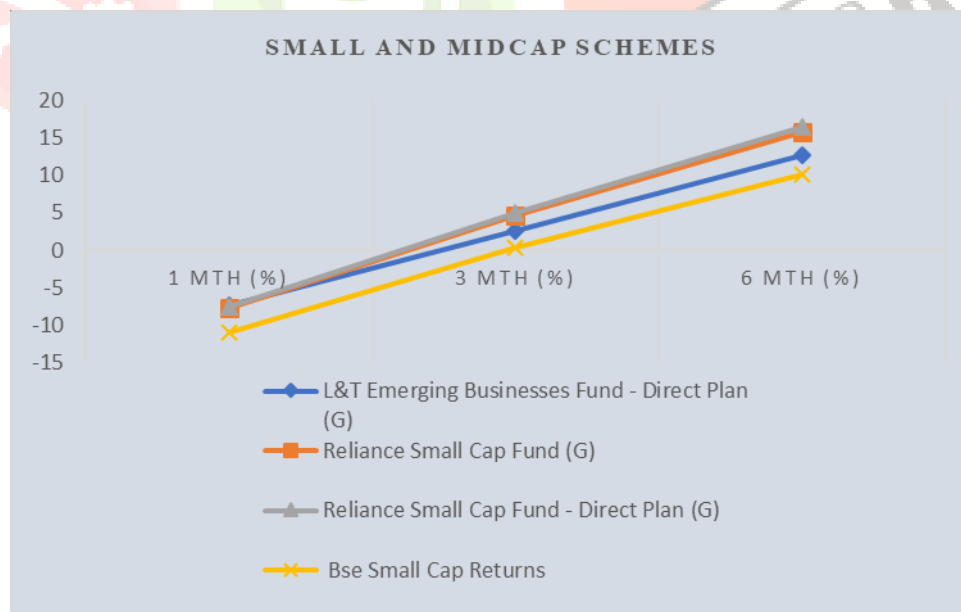 SMALL AND MIDCAP SCHEMES
20
15
10
5
0
-5
-10
-15
1 MTH (%)
3 MTH (%)
6 MTH (%)
L&T Emerging Businesses Fund - Direct Plan
(G)
Reliance Small Cap Fund (G)
Reliance Small Cap Fund - Direct Plan (G)
Bse Small Cap Returns